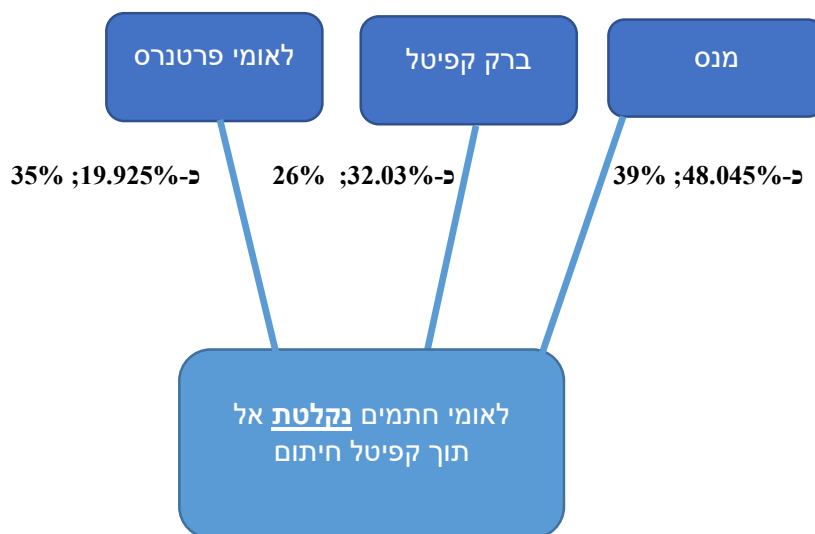 מנס
ברק קפיטל
לאומי פרטנרס
כ-48.045%; 39%
כ-32.03%; 26%
כ-19.925%; 35%
לאומי חתמים נקלטת אל
תוך קפיטל חיתום